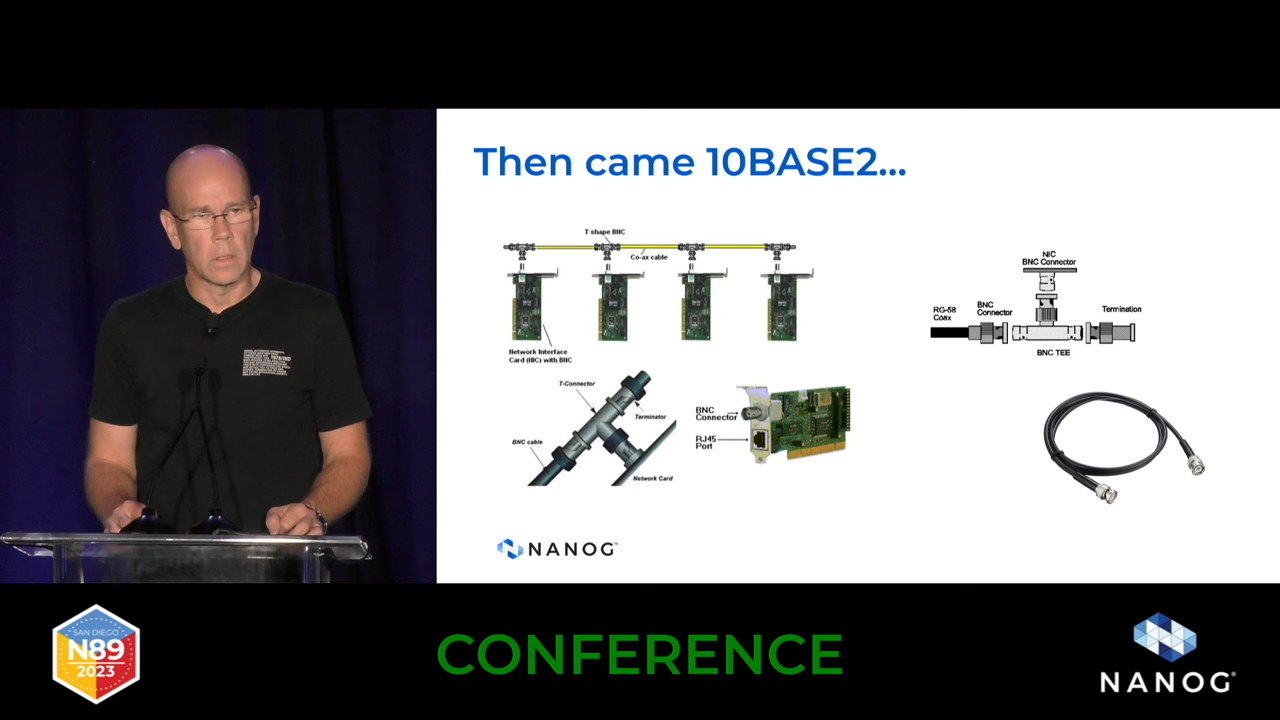 Then came 10BASE2...
T shape BNC
Co-ax cable
Network Interface
Card (NIC) with BNC
T-Connector
Terminator
BNC cable
Network Card
BNC
Connector
RJ45
Port
NIC
BNC Connector
RG-58
Coax
BNC
Connector
Termination
BNC TEE
NANOG™
SAN DIEGO
N89
2023
CONFERENCE
NANOG®